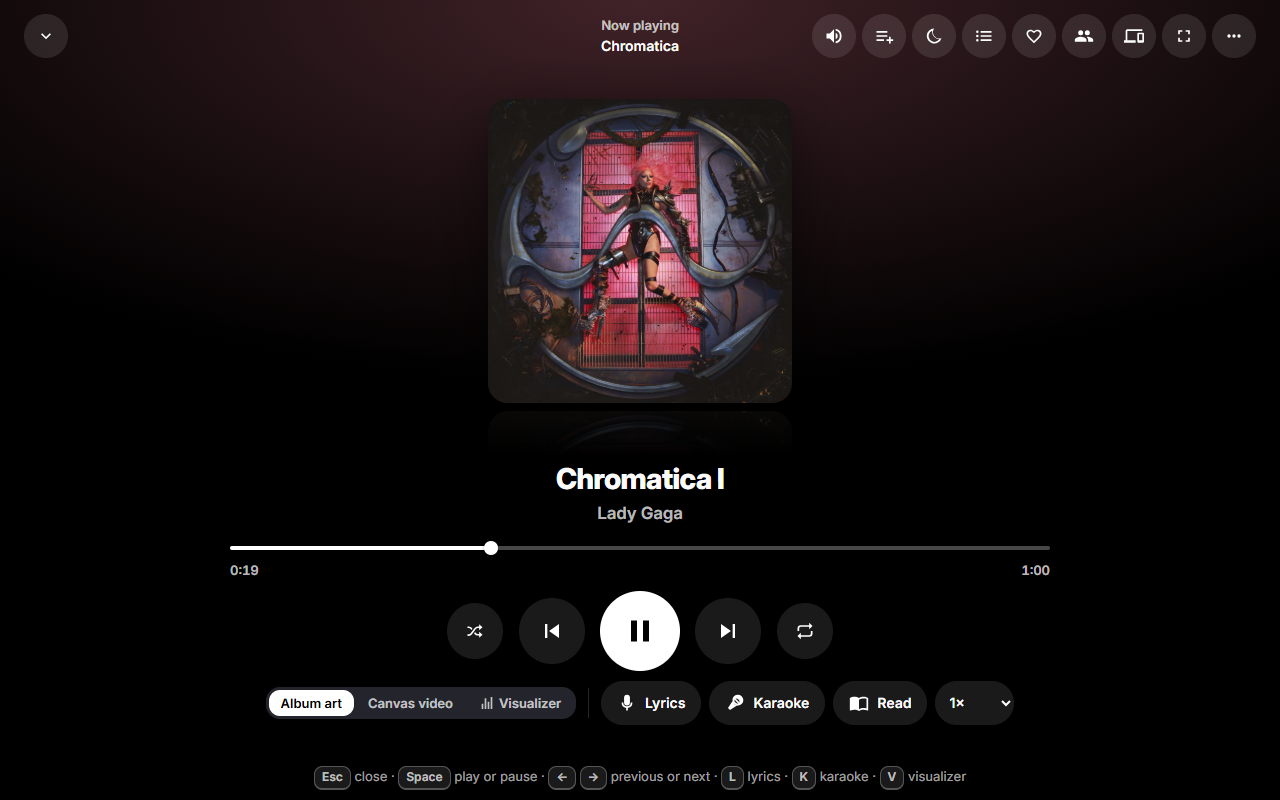 Now playing
Chromatica
Chromatica I
Lady Gaga
0:19
1:00
Album art
Canvas video
Visualizer
Lyrics
Karaoke
Read
1×
Esc close · Space play or pause · ← → previous or next · L lyrics · K karaoke · V visualizer